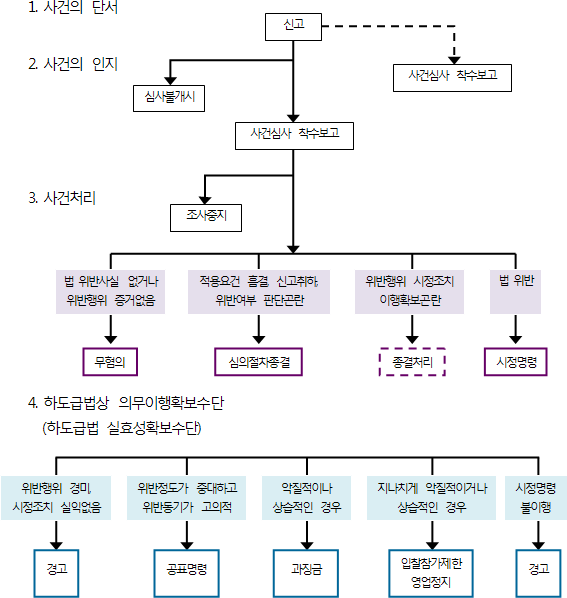 1. 사건의 단서
신고
2. 사건의 인지
심사불개시
사건심사 착수보고
사건심사 착수보고
3. 사건처리
조사중지
법 위반사실 없거나
위반행위 증거없음
적용요건 흠결, 신고취하,
위반여부 판단곤란
위반행위 시정조치
이행확보곤란
법 위반
무혐의
심의절차종결
종결처리
시정명령
4. 하도급법상 의무이행확보수단
(하도급법 실효성확보수단)
위반행위 경미,
시정조치 실익없음
위반정도가 중대하고
위반동기가 고의적
악질적이나
상습적인 경우
지나치게 악질적이거나
상습적인 경우
시정명령
불이행
경고
공표명령
과징금
입찰참가제한
영업정지
경고